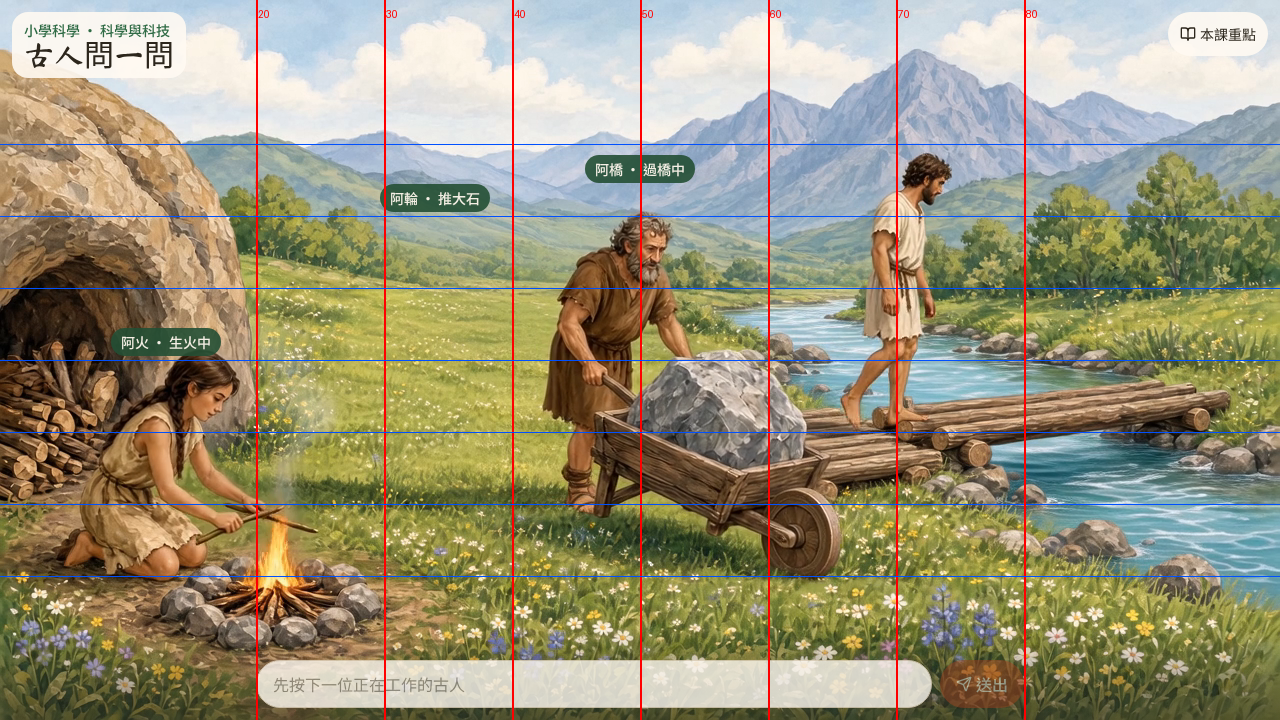 小學科學 · 科學與科技
古人問一問
本課重點
20
30
40
50
60
70
80
阿橋 · 過橋中
阿輪 · 推大石
阿火 · 生火中
先按下一位正在工作的古人
送出